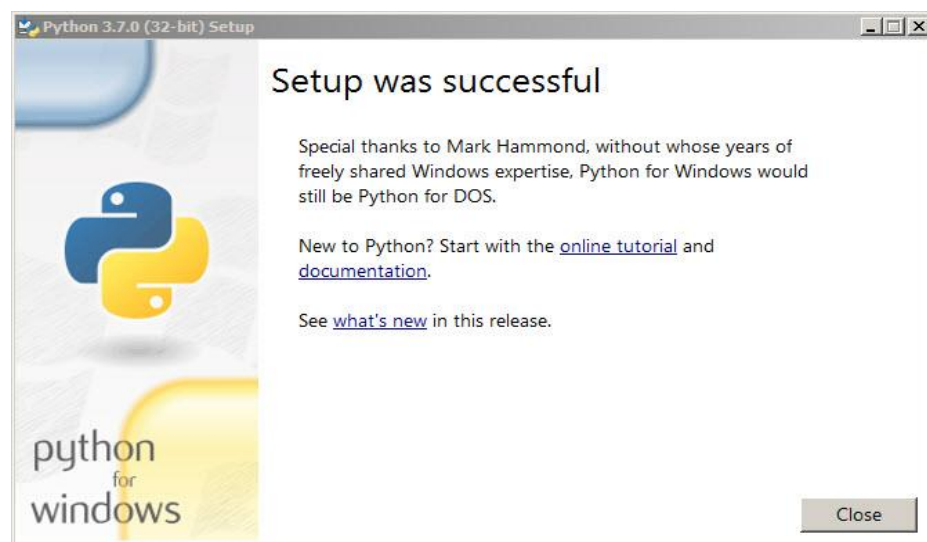 Python 3.7.0 (32-bit) Setup
Setup was successful
Special thanks to Mark Hammond, without whose years of
freely shared Windows expertise, Python for Windows would
still be Python for DOS.
New to Python? Start with the online tutorial and
documentation.
See what's new in this release.
python
for
windows
Close